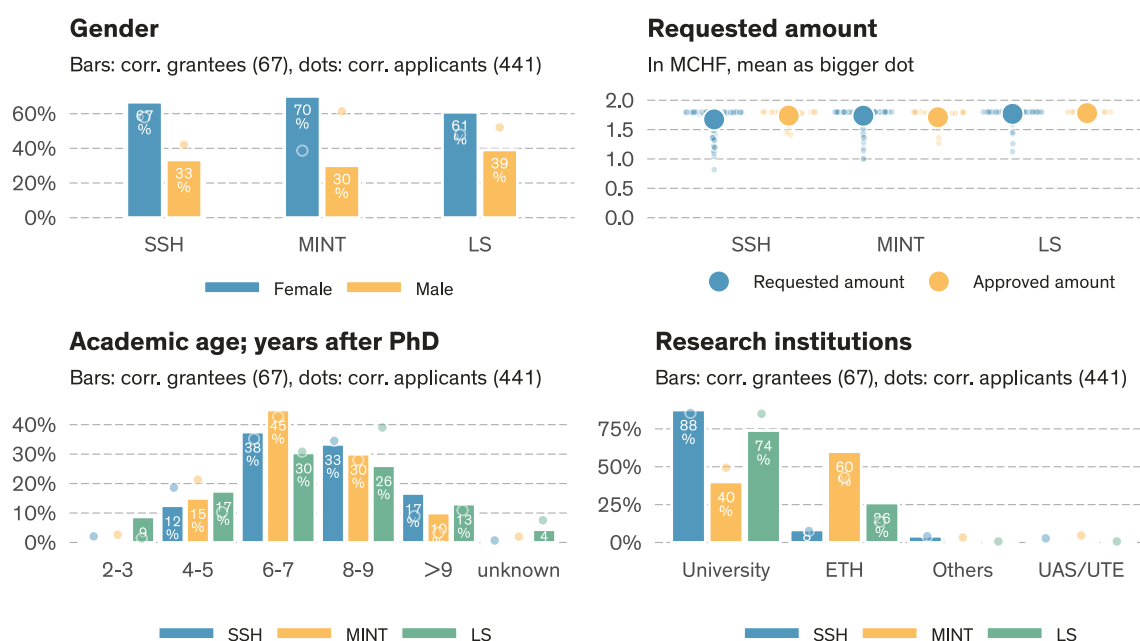 Gender
Bars: corr. grantees (67), dots: corr. applicants (441)
60%
40%
20%
0%
67
%
33
%
70
%
30
%
61
%
39
%
SSH
MINT
LS
Female
Male
Requested amount
In MCHF, mean as bigger dot
2.0
1.5
1.0
0.5
0.0
SSH
MINT
LS
Requested amount
Approved amount
Academic age; years after PhD
Bars: corr. grantees (67), dots: corr. applicants (441)
40%
30%
20%
10%
0%
9
12
%
15
%
17
%
38
%
45
%
30
%
33
%
30
%
26
%
17
%
10
%
13
%
4
2-3
4-5
6-7
8-9
>9
unknown
SSH
MINT
LS
Research institutions
Bars: corr. grantees (67), dots: corr. applicants (441)
75%
50%
25%
0%
88
%
40
%
74
%
8
60
%
26
%
University
ETH
Others
UAS/UTE
SSH
MINT
LS